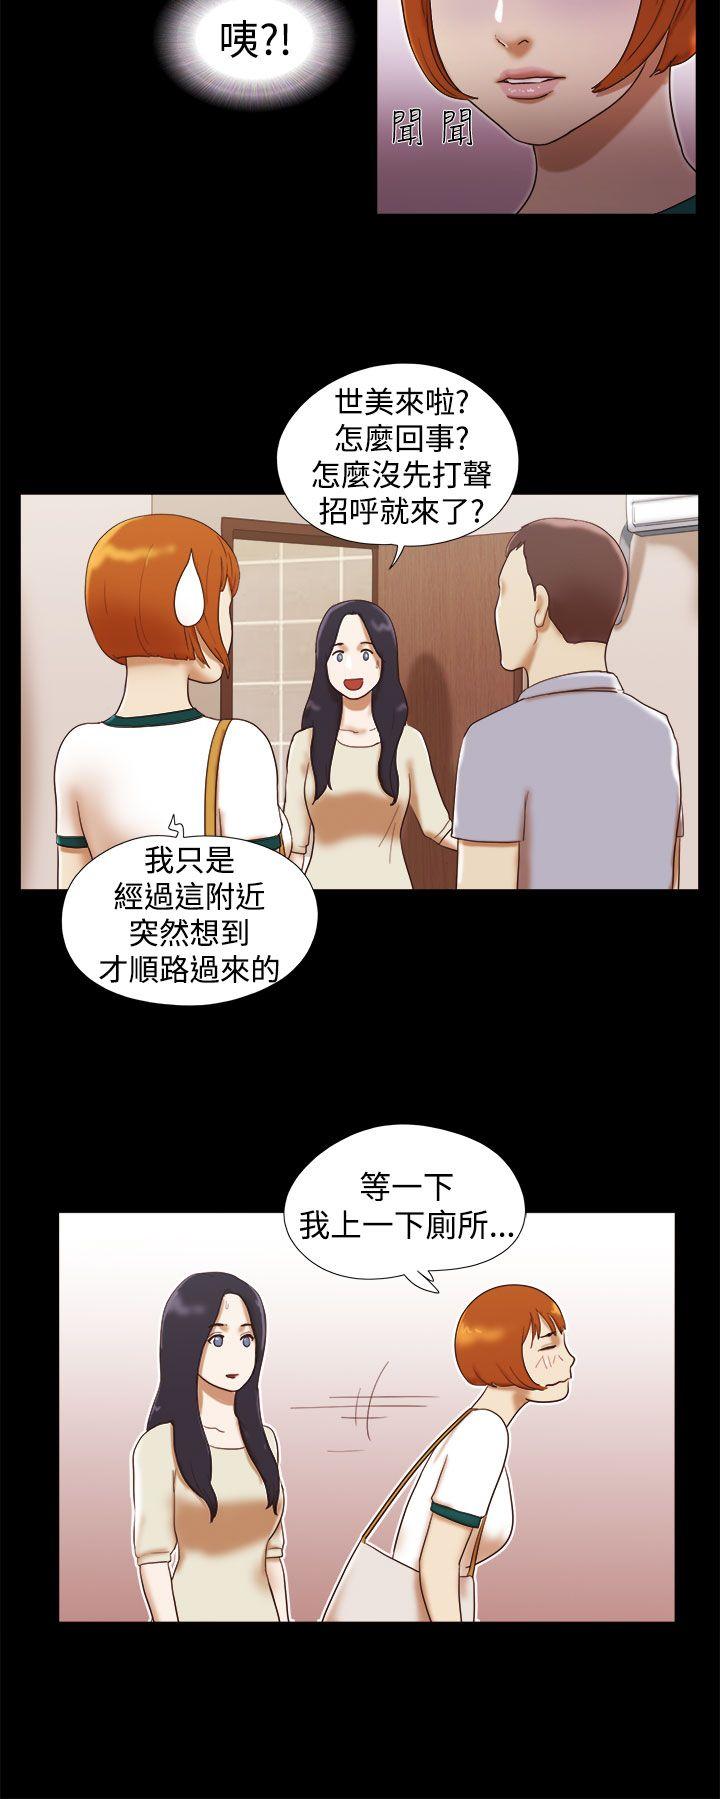 咦?!
聞 聞
世美來啦?
怎麼回事?
怎麼沒先打聲
招呼就來了?
我只是
經過這附近
突然想到
才順路過來的
等一下
我上一下廁所...